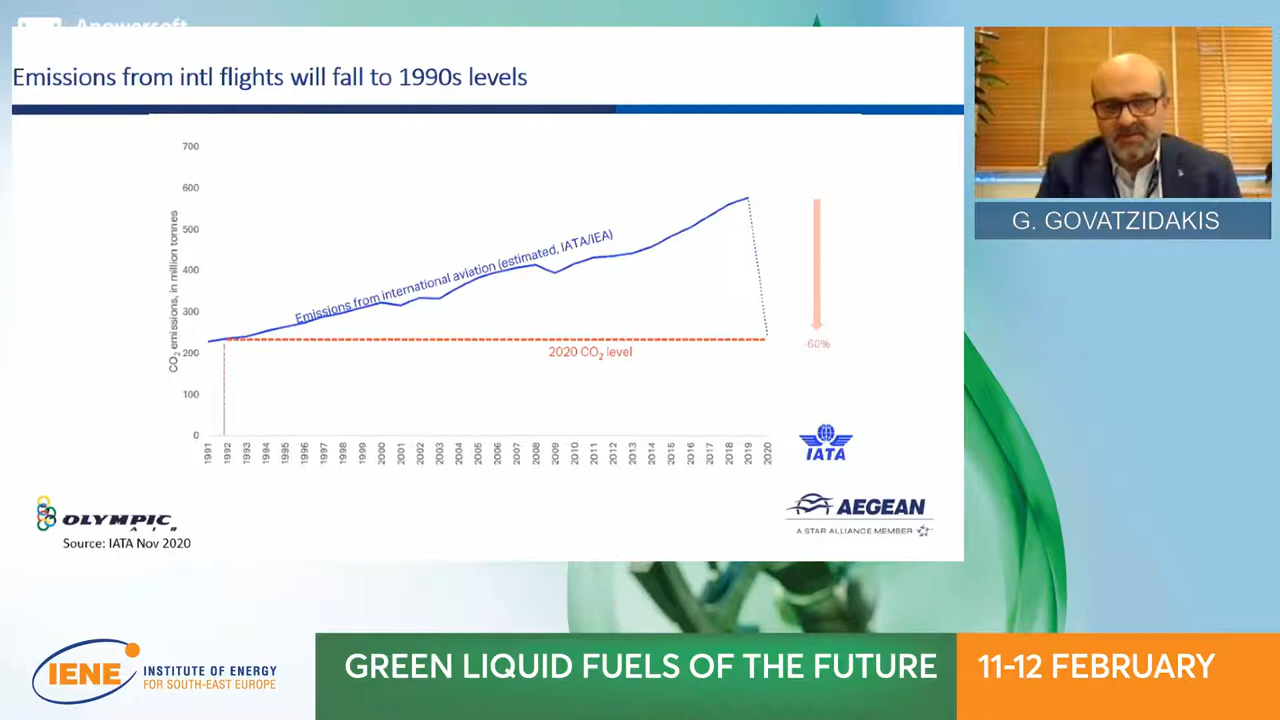 Apowersoft
Emissions from intl flights will fall to 1990s levels
700
600
500
400
300
200
100
0
CO₂ emissions, in million tonnes
Emissions from international aviation (estimated, IATA/IEA)
2020 CO₂ level
-60%
1991
1992
1993
1994
1995
1996
1997
1998
1999
2000
2001
2002
2003
2004
2005
2006
2007
2008
2009
2010
2011
2012
2013
2014
2015
2016
2017
2018
2019
2020
IATA
OLYMPIC
AIR
Source: IATA Nov 2020
AEGEAN
A STAR ALLIANCE MEMBER
G. GOVATZIDAKIS
IENE
INSTITUTE OF ENERGY
FOR SOUTH-EAST EUROPE
GREEN LIQUID FUELS OF THE FUTURE
11-12 FEBRUARY